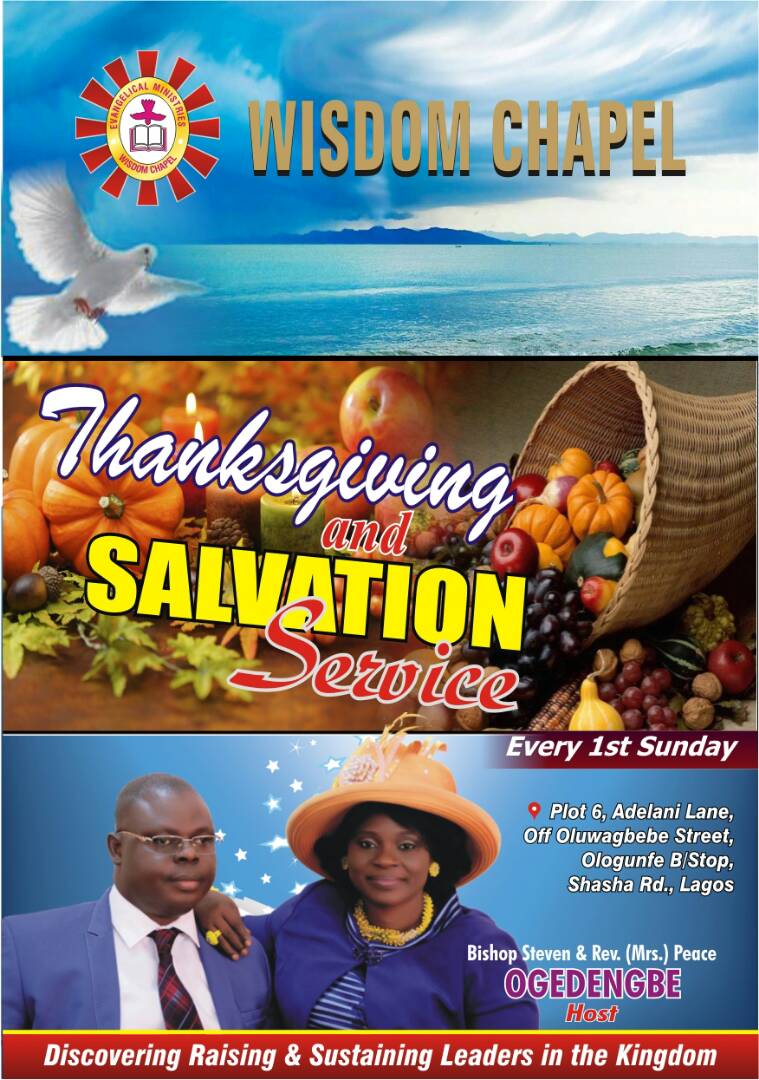 EVANGELICAL MINISTRIES
WISDOM CHAPEL
WISDOM CHAPEL
Thanksgiving
and
SALVATION
Service
Every 1st Sunday
Plot 6, Adelani Lane,
Off Oluwagbebe Street,
Ologunfe B/Stop,
Shasha Rd., Lagos
Bishop Steven & Rev. (Mrs.) Peace
OGEDENGBE
Host
Discovering Raising & Sustaining Leaders in the Kingdom